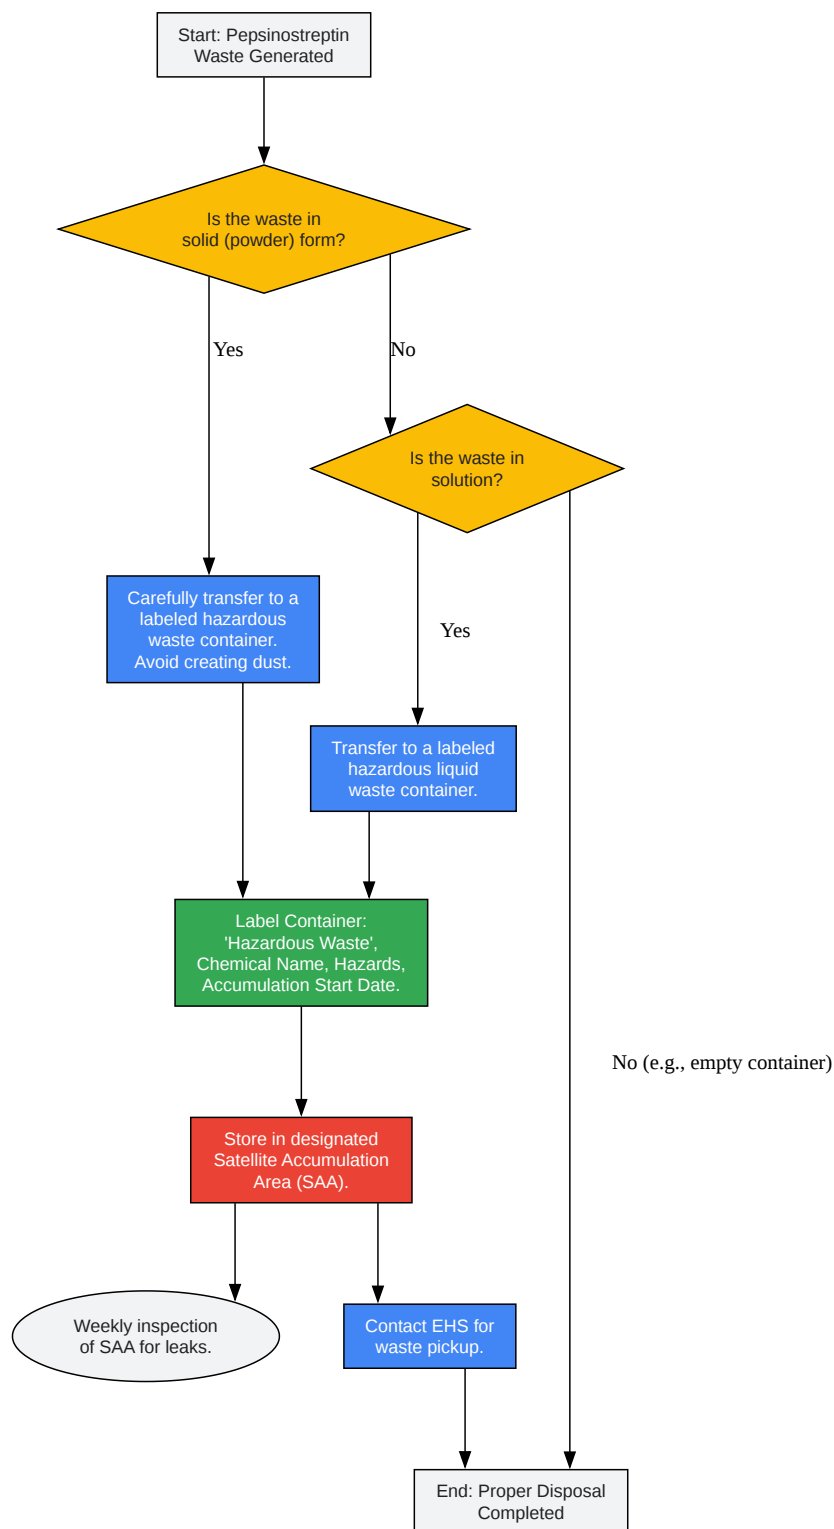 Start: Pepsinostreptin
Waste Generated
Is the waste in
solid (powder) form?
Yes
No
Is the waste in
solution?
Carefully transfer to a
labeled hazardous
waste container.
Avoid creating dust.
Yes
Transfer to a labeled
hazardous liquid
waste container.
Label Container:
'Hazardous Waste',
Chemical Name, Hazards,
Accumulation Start Date.
No (e.g., empty container)
Store in designated
Satellite Accumulation
Area (SAA).
Weekly inspection
of SAA for leaks.
Contact EHS for
waste pickup.
End: Proper Disposal
Completed